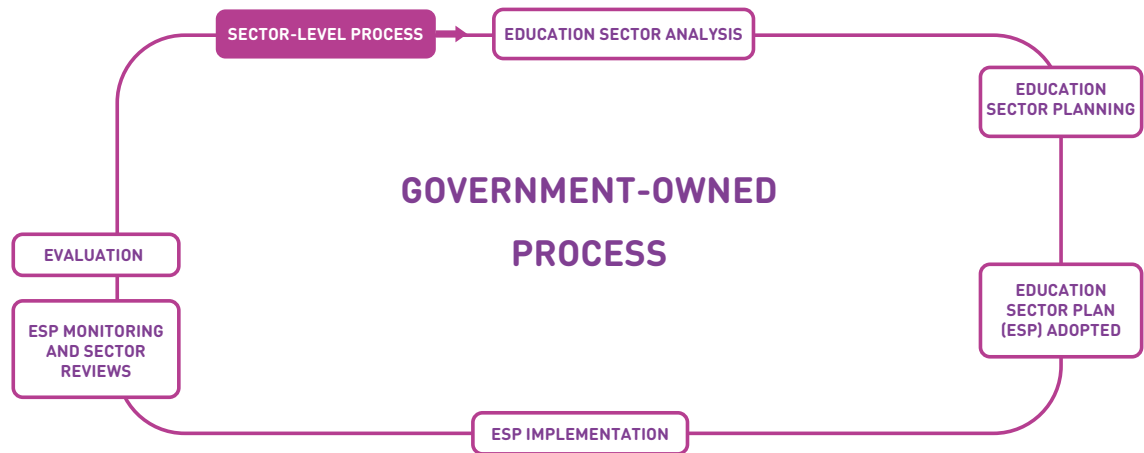 SECTOR-LEVEL PROCESS
EDUCATION SECTOR ANALYSIS
EDUCATION
SECTOR PLANNING
GOVERNMENT-OWNED
PROCESS
EVALUATION
EDUCATION
SECTOR PLAN
(ESP) ADOPTED
ESP MONITORING
AND SECTOR
REVIEWS
ESP IMPLEMENTATION